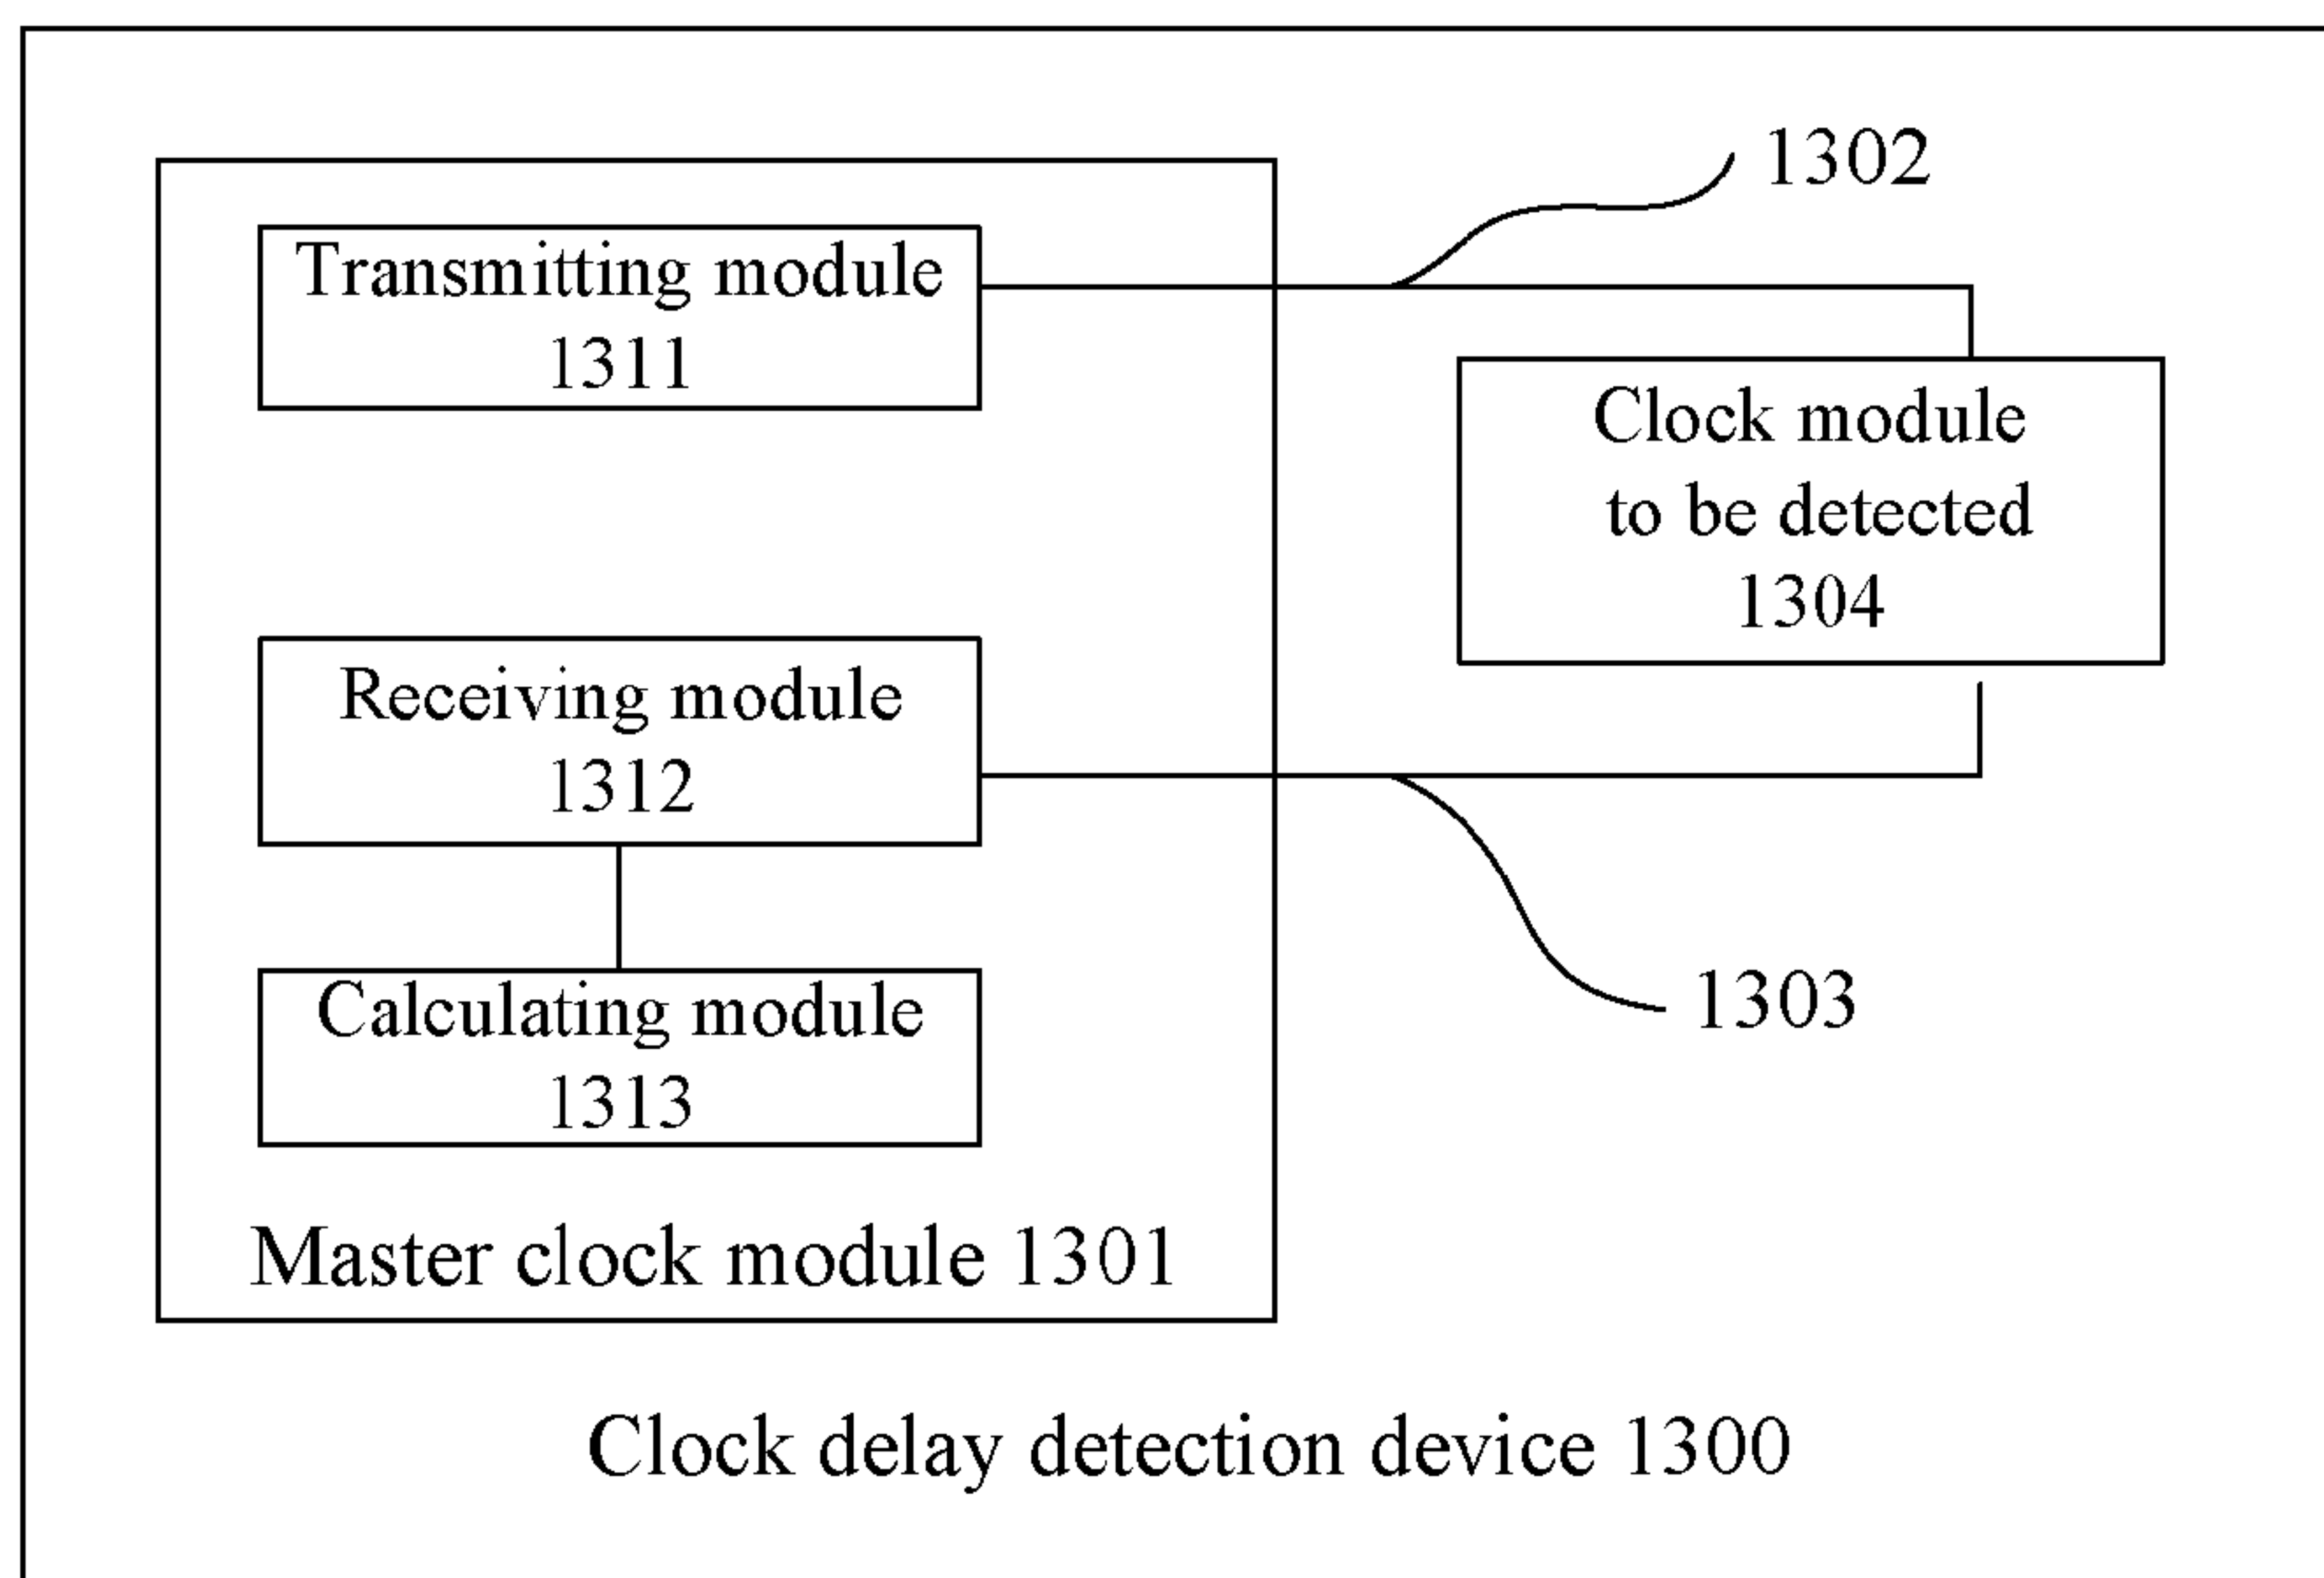 1302
Transmitting module
1311
Clock module
to be detected
1304
Receiving module
1312
1303
Calculating module
1313
Master clock module 1301
Clock delay detection device 1300